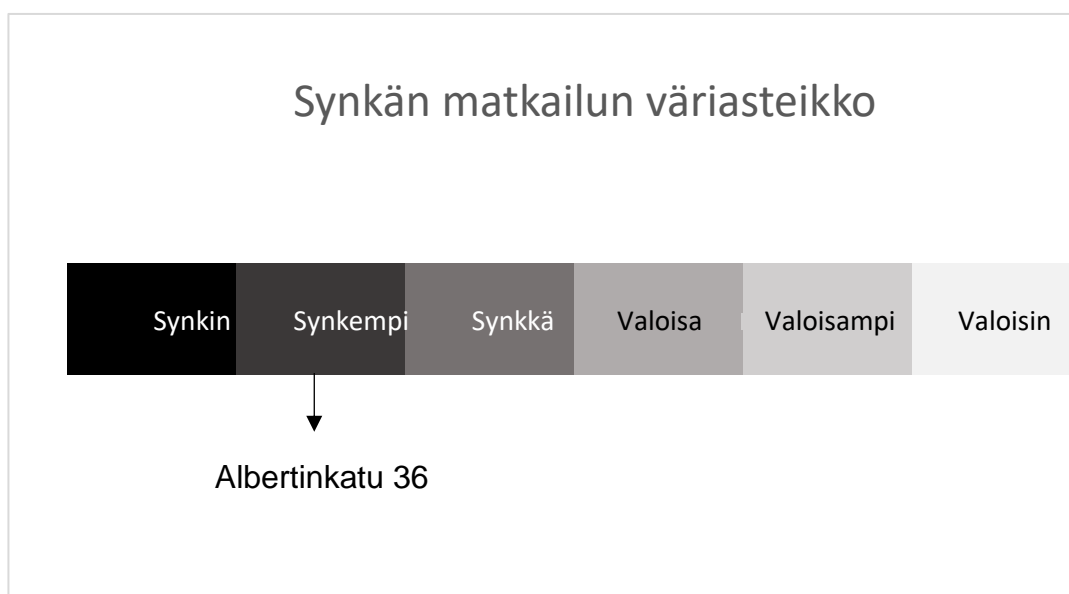 Synkän matkailun väriasteikko
Synkin Synkempi Synkkä Valoisa Valoisampi Valoisin
Albertinkatu 36